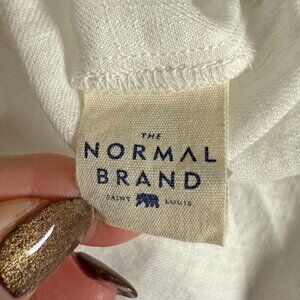 THE
NORMAL
BRAND
SAINT LOUIS